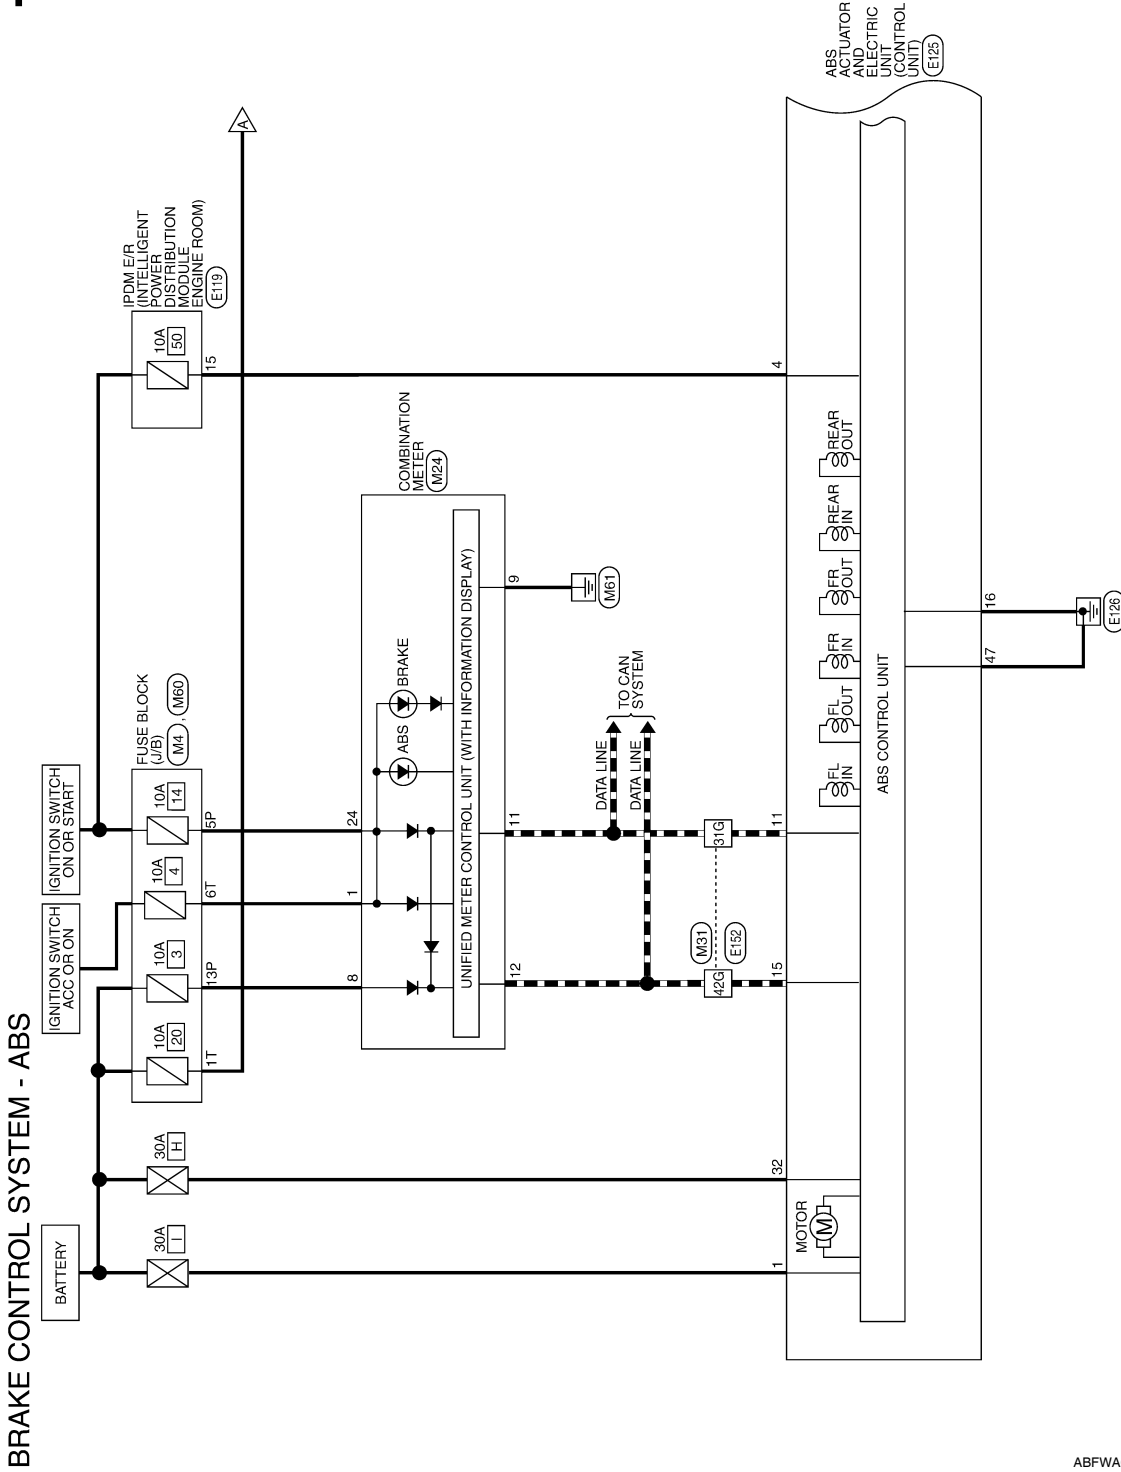 BRAKE CONTROL SYSTEM - ABS
BATTERY
IGNITION SWITCH
ACC OR ON
IGNITION SWITCH
ON OR START
30A
I
30A
H
10A
20
10A
3
10A
4
10A
14
FUSE BLOCK
(J/B)
M4 , M60
10A
50
IPDM E/R
(INTELLIGENT
POWER
DISTRIBUTION
MODULE
ENGINE ROOM)
E119
1T
13P
6T
5P
15
A
8
1
24
ABS
BRAKE
COMBINATION
METER
M24
UNIFIED METER CONTROL UNIT (WITH INFORMATION DISPLAY)
12
11
9
M61
DATA LINE
DATA LINE
TO CAN
SYSTEM
42G
31G
M31
E152
1
32
15
11
4
MOTOR
M
FL
IN
FL
OUT
FR
IN
FR
OUT
REAR
IN
REAR
OUT
ABS
ACTUATOR
AND
ELECTRIC
UNIT
(CONTROL
UNIT)
E125
ABS CONTROL UNIT
47
16
E126
ABFWA